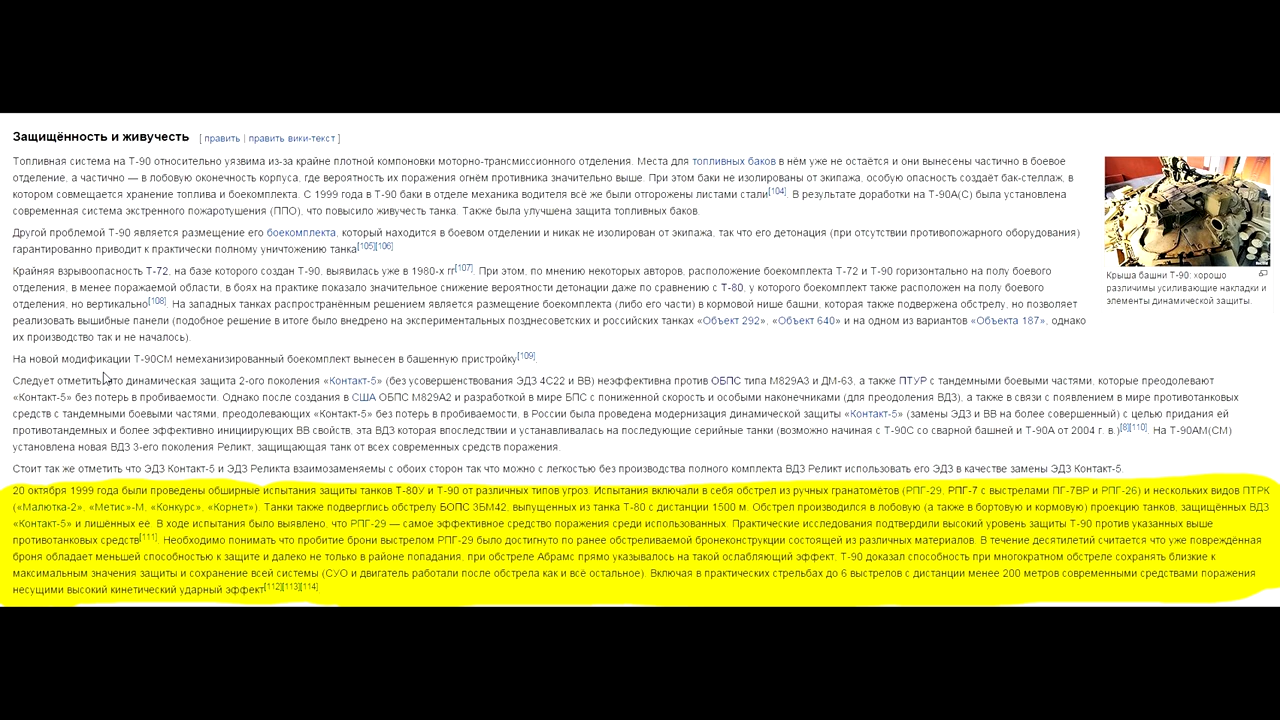 Защищённость и живучесть [ править | править вики-текст ]
Топливная система на Т-90 относительно уязвима из-за крайне плотной компоновки моторно-трансмиссионного отделения. Места для топливных баков в нём уже не остаётся и они вынесены частично в боевое
отделение, а частично — в лобовую оконечность корпуса, где вероятность их поражения огнём противника значительно выше. При этом баки не изолированы от экипажа, особую опасность создаёт бак-стеллаж, в
котором совмещается хранение топлива и боекомплекта. С 1999 года в Т-90 баки в отделе механика водителя всё же были отгорожены листами стали[104]. В результате доработки на Т-90А(С) была установлена
современная система экстренного пожаротушения (ППО), что повысило живучесть танка. Также была улучшена защита топливных баков.
Другой проблемой Т-90 является размещение его боекомплекта, который находится в боевом отделении и никак не изолирован от экипажа, так что его детонация (при отсутствии противопожарного оборудования)
гарантированно приводит к практически полному уничтожению танка[105][106]
Крайняя взрывоопасность Т-72, на базе которого создан Т-90, выявилась уже в 1980-х гг[107]. При этом, по мнению некоторых авторов, расположение боекомплекта Т-72 и Т-90 горизонтально на полу боевого
отделения, в менее поражаемой области, в боях на практике показало значительное снижение вероятности детонации даже по сравнению с Т-80, у которого боекомплект также расположен на полу боевого
отделения, но вертикально[108]. На западных танках распространённым решением является размещение боекомплекта (либо его части) в кормовой нише башни, которая также подвержена обстрелу, но позволяет
реализовать вышибные панели (подобное решение в итоге было внедрено на экспериментальных позднесоветских и российских танках «Объект 292», «Объект 640» и на одном из вариантов «Объекта 187», однако
их производство так и не началось).
На новой модификации Т-90СМ немеханизированный боекомплект вынесен в башенную пристройку[109].
Следует отметить что динамическая защита 2-ого поколения «Контакт-5» (без усовершенствования ЭДЗ 4С22 и ВВ) неэффективна против ОБПС типа М829А3 и ДМ-63, а также ПТУР с тандемными боевыми частями, которые преодолевают
«Контакт-5» без потерь в пробиваемости. Однако после создания в США ОБПС М829А2 и разработкой в мире БПС с пониженной скорость и особыми наконечниками (для преодоления ВДЗ), а также в связи с появлением в мире противотанковых
средств с тандемными боевыми частями, преодолевающих «Контакт-5» без потерь в пробиваемости, в России была проведена модернизация динамической защиты «Контакт-5» (замены ЭДЗ и ВВ на более совершенный) с целью придания ей
противотандемных и более эффективно инициирующих ВВ свойств, эта ВДЗ которая впоследствии и устанавливалась на последующие серийные танки (возможно начиная с Т-90С со сварной башней и Т-90А от 2004 г. в.)[8][110]. На Т-90АМ(СМ)
установлена новая ВДЗ 3-его поколения Реликт, защищающая танк от всех современных средств поражения.
Стоит так же отметить что ЭДЗ Контакт-5 и ЭДЗ Реликта взаимозаменяемы с обоих сторон так что можно с легкостью без производства полного комплекта ВДЗ Реликт использовать его ЭДЗ в качестве замены ЭДЗ Контакт-5.
20 октября 1999 года были проведены обширные испытания защиты танков Т-80У и Т-90 от различных типов угроз. Испытания включали в себя обстрел из ручных гранатомётов (РПГ-29, РПГ-7 с выстрелами ПГ-7ВР и РПГ-26) и нескольких видов ПТРК
(«Малютка-2», «Метис»-М, «Конкурс», «Корнет»). Танки также подверглись обстрелу БОПС 3БМ42, выпущенных из танка Т-80 с дистанции 1500 м. Обстрел производился в лобовую (а также в бортовую и кормовую) проекцию танков, защищённых ВДЗ
«Контакт-5» и лишённых её. В ходе испытания было выявлено, что РПГ-29 — самое эффективное средство поражения среди использованных. Практические исследования подтвердили высокий уровень защиты Т-90 против указанных выше
противотанковых средств[111]. Необходимо понимать что пробитие брони выстрелом РПГ-29 было достигнуто по ранее обстреливаемой бронеконструкции состоящей из различных материалов. В течение десятилетий считается что уже повреждённая
броня обладает меньшей способностью к защите и далеко не только в районе попадания, при обстреле Абрамс прямо указывалось на такой ослабляющий эффект, Т-90 доказал способность при многократном обстреле сохранять близкие к
максимальным значения защиты и сохранение всей системы (СУО и двигатель работали после обстрела как и всё остальное). Включая в практических стрельбах до 6 выстрелов с дистанции менее 200 метров современными средствами поражения
несущими высокий кинетический ударный эффект[112][113][114]
Крыша башни Т-90: хорошо
различимы усиливающие накладки и
элементы динамической защиты.